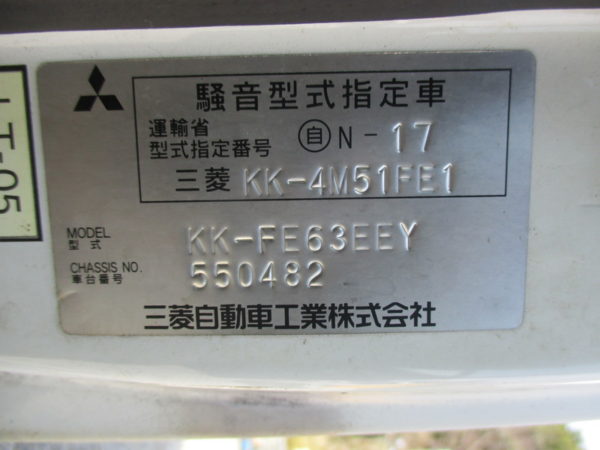 騒音型式指定車
運輸省
型式指定番号 自 N-17
三菱 KK-4M51FE1
MODEL
型式 KK-FE63EEY
CHASSIS NO.
車台番号 550482
三菱自動車工業株式会社
LT-05